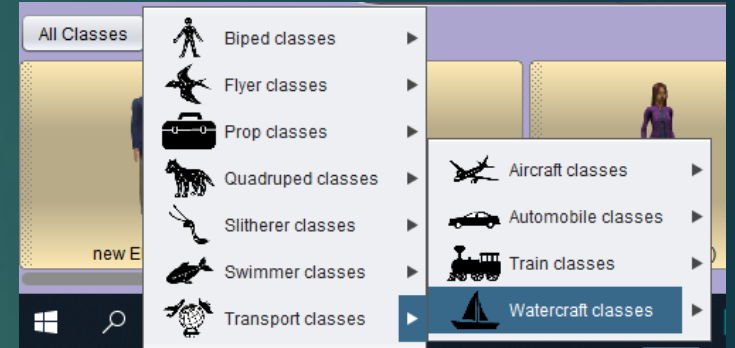 All Classes
Biped classes
Flyer classes
Prop classes
Quadruped classes
Slitherer classes
Swimmer classes
Transport classes
Aircraft classes
Automobile classes
Train classes
Watercraft classes
new E
)